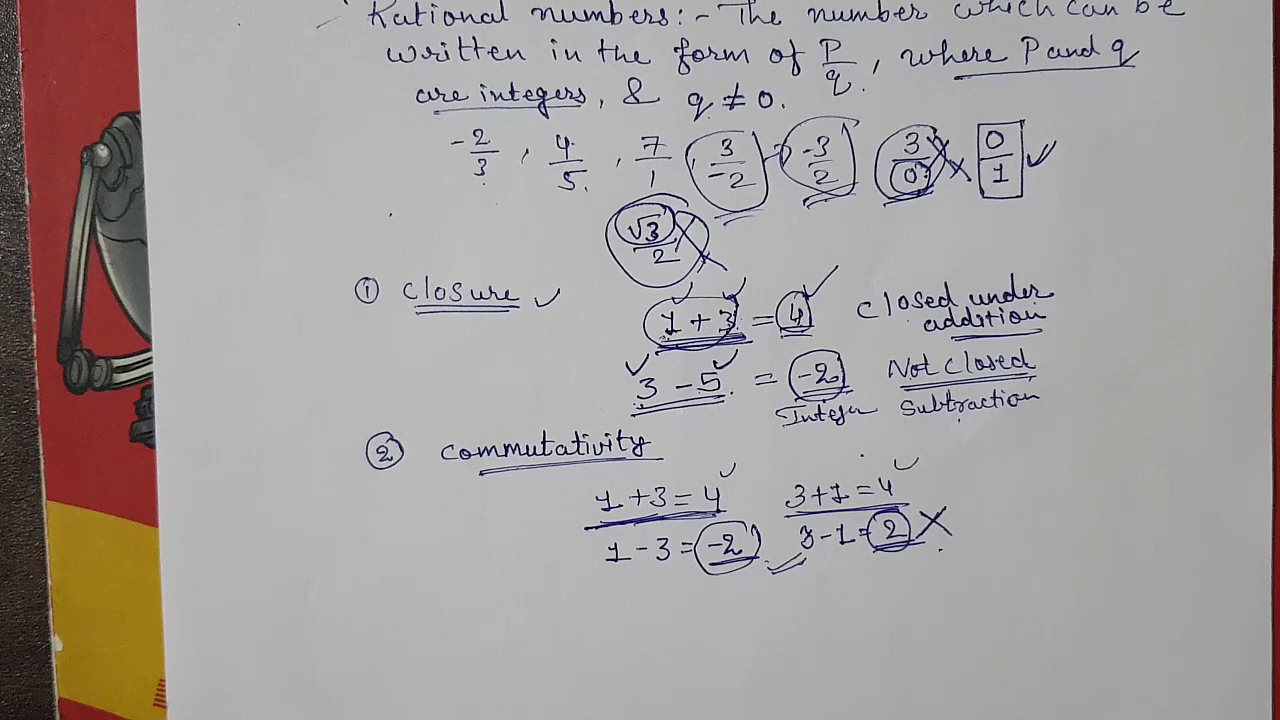 Rational numbers:- The number which can be
written in the form of P/q, where P and q
are integers, & q ≠ 0.
-2/3, 4/5, 7/1, 3/-2 -3/2 3/0 0/1
√3/2
① Closure
1+3 = 4 Closed under addition
3-5 = -2 Not closed
Integer Subtraction
② Commutativity
1+3=4 3+1=4
1-3=-2 3-1=2